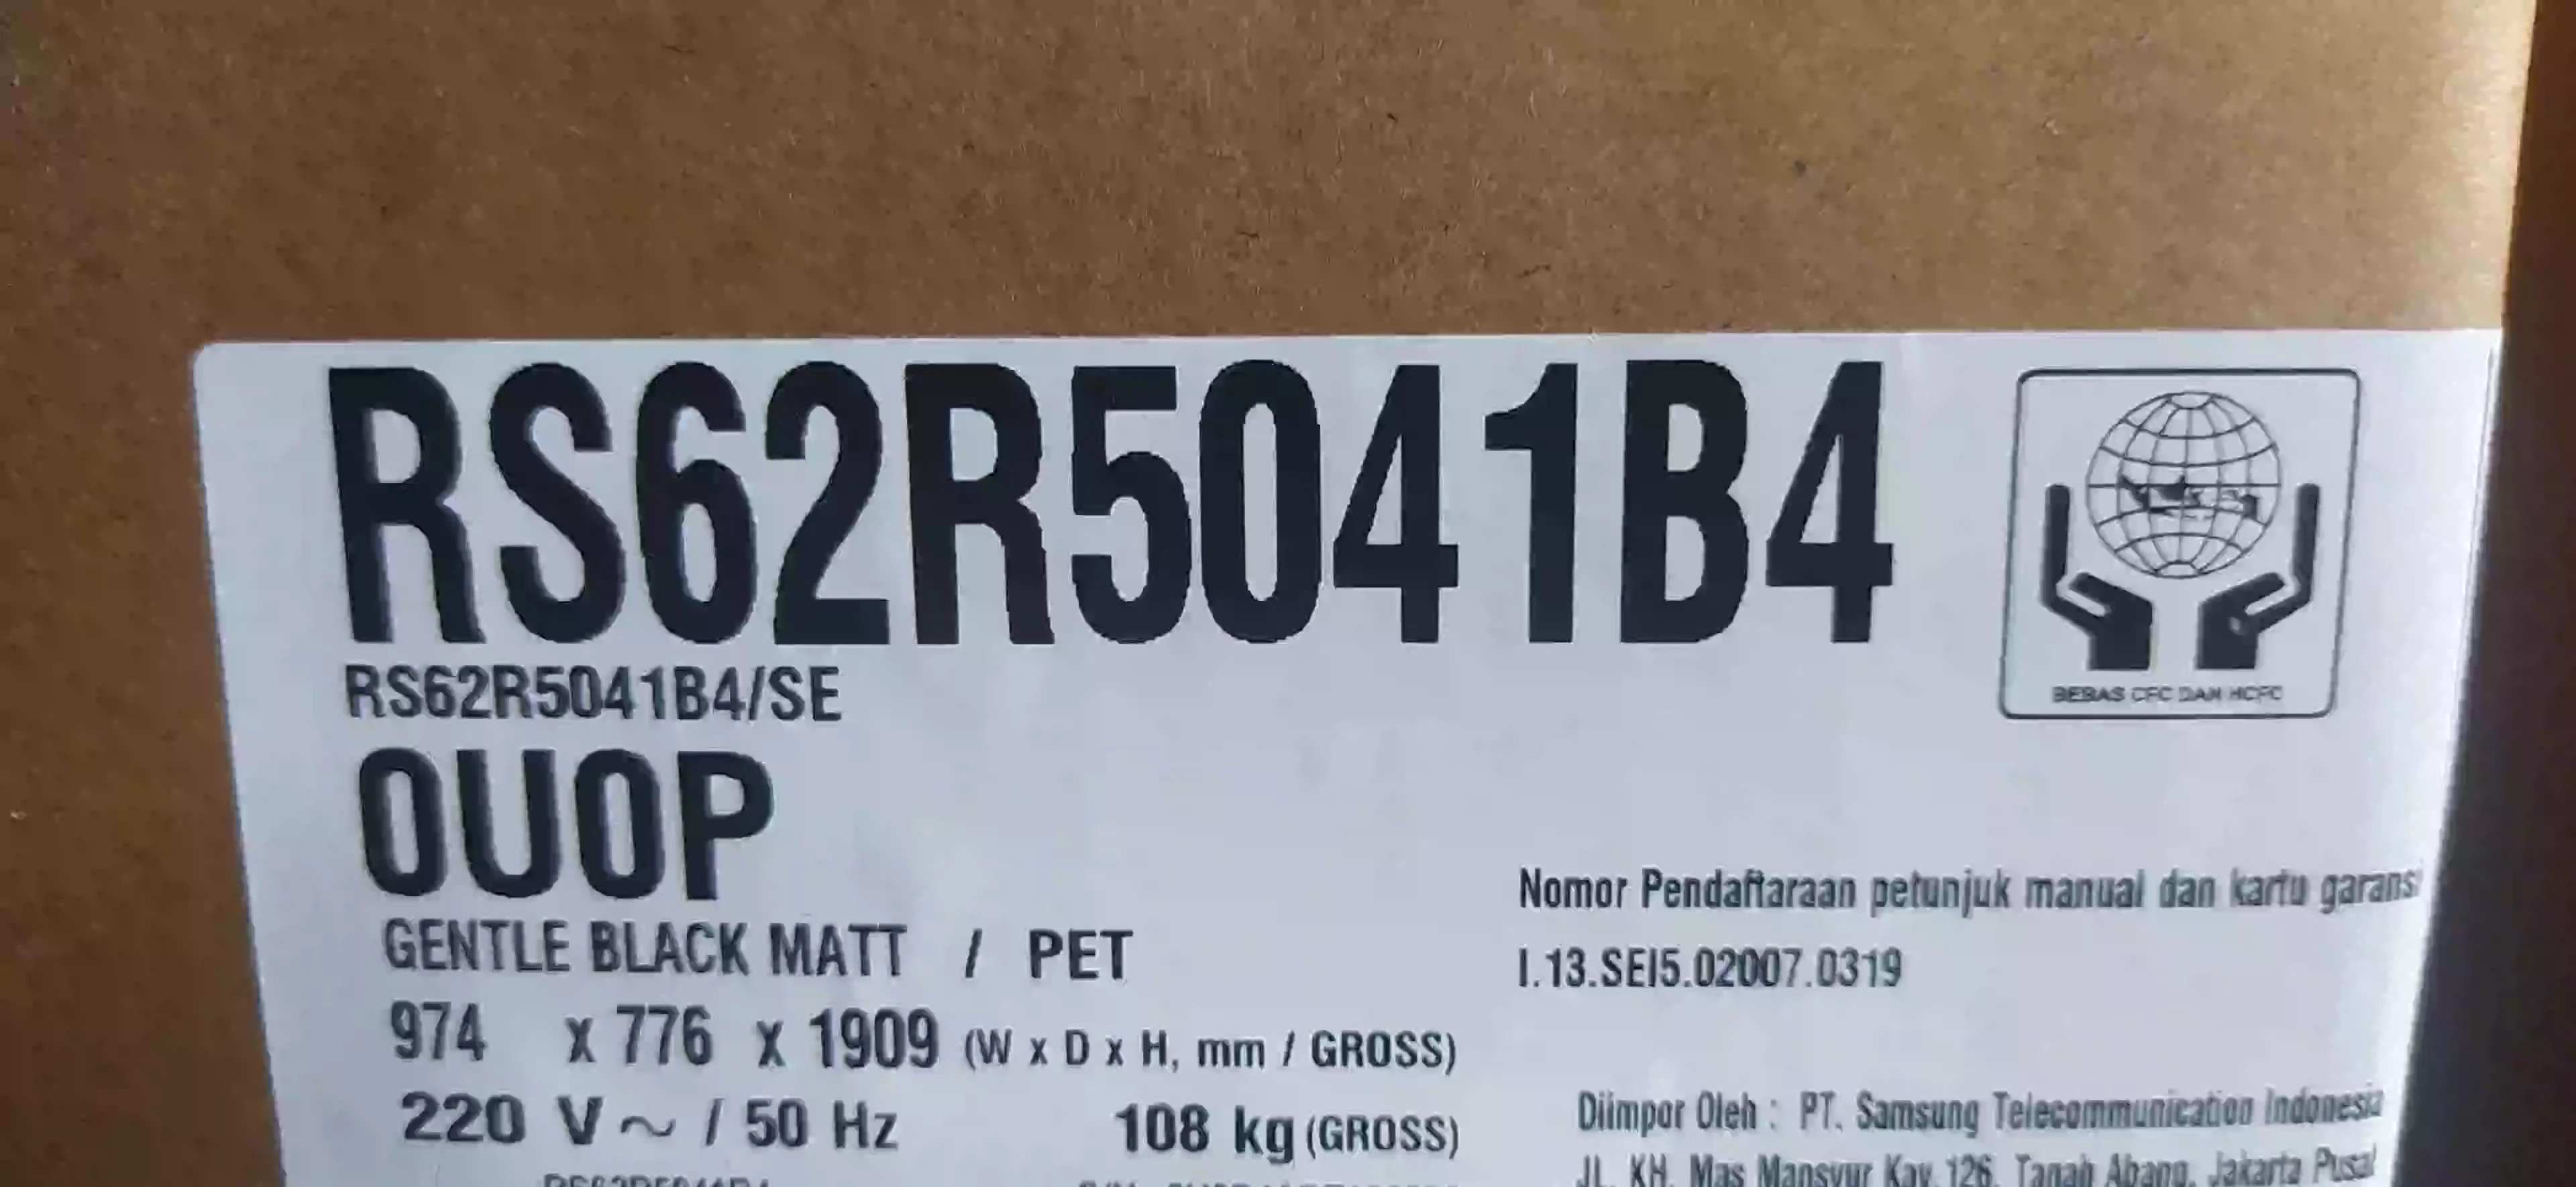 RS62R5041B4
RS62R5041B4/SE
BEBAS CFC DAN HCFC
0U0P
GENTLE BLACK MATT / PET
974 x 776 x 1909 (W x D x H, mm / GROSS)
220 V ~ / 50 Hz 108 kg (GROSS)
Nomor Pendaftaraan petunjuk manual dan kartu garansi
I.13.SEI5.02007.0319
Diimpor Oleh : PT. Samsung Telecommunication Indonesia
JL. KH. Mas Mansyur Kav. 126, Tanah Abang, Jakarta Pusat